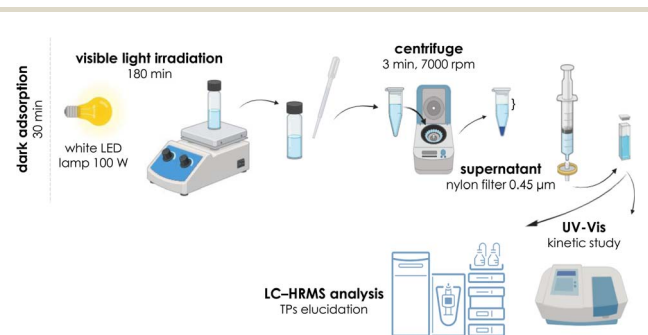 dark adsorption
30 min
visible light irradiation
180 min
white LED
lamp 100 W
centrifuge
3 min, 7000 rpm
}
supernatant
nylon filter 0.45 µm
UV-Vis
kinetic study
LC–HRMS analysis
TPs elucidation